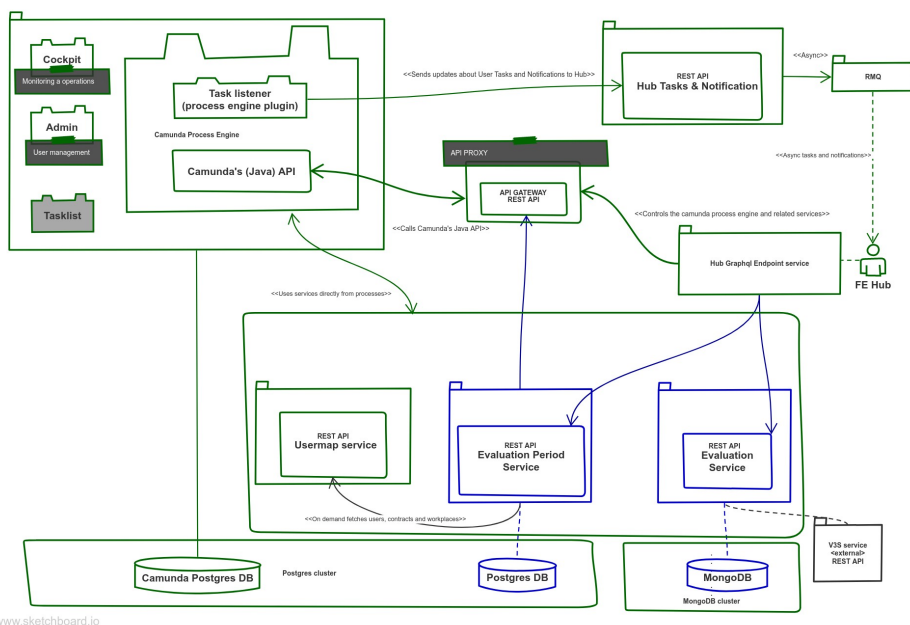 Cockpit
Monitoring a operations
Admin
User management
Tasklist
Task listener
(process engine plugin)
Camunda Process Engine
Camunda's (Java) API
<<Sends updates about User Tasks and Notifications to Hub>>
REST API
Hub Tasks & Notification
<<Async>>
RMQ
<<Async tasks and notifications>>
API PROXY
API GATEWAY
REST API
<<Calls Camunda's Java API>>
<<Controls the camunda process engine and related services>>
Hub Graphql Endpoint service
FE Hub
<<Uses services directly from processes>>
REST API
Usermap service
REST API
Evaluation Period
Service
REST API
Evaluation
Service
<<On demand fetches users, contracts and workplaces>>
V3S service
<external>
REST API
Camunda Postgres DB
Postgres cluster
Postgres DB
MongoDB
MongoDB cluster
www.sketchboard.io